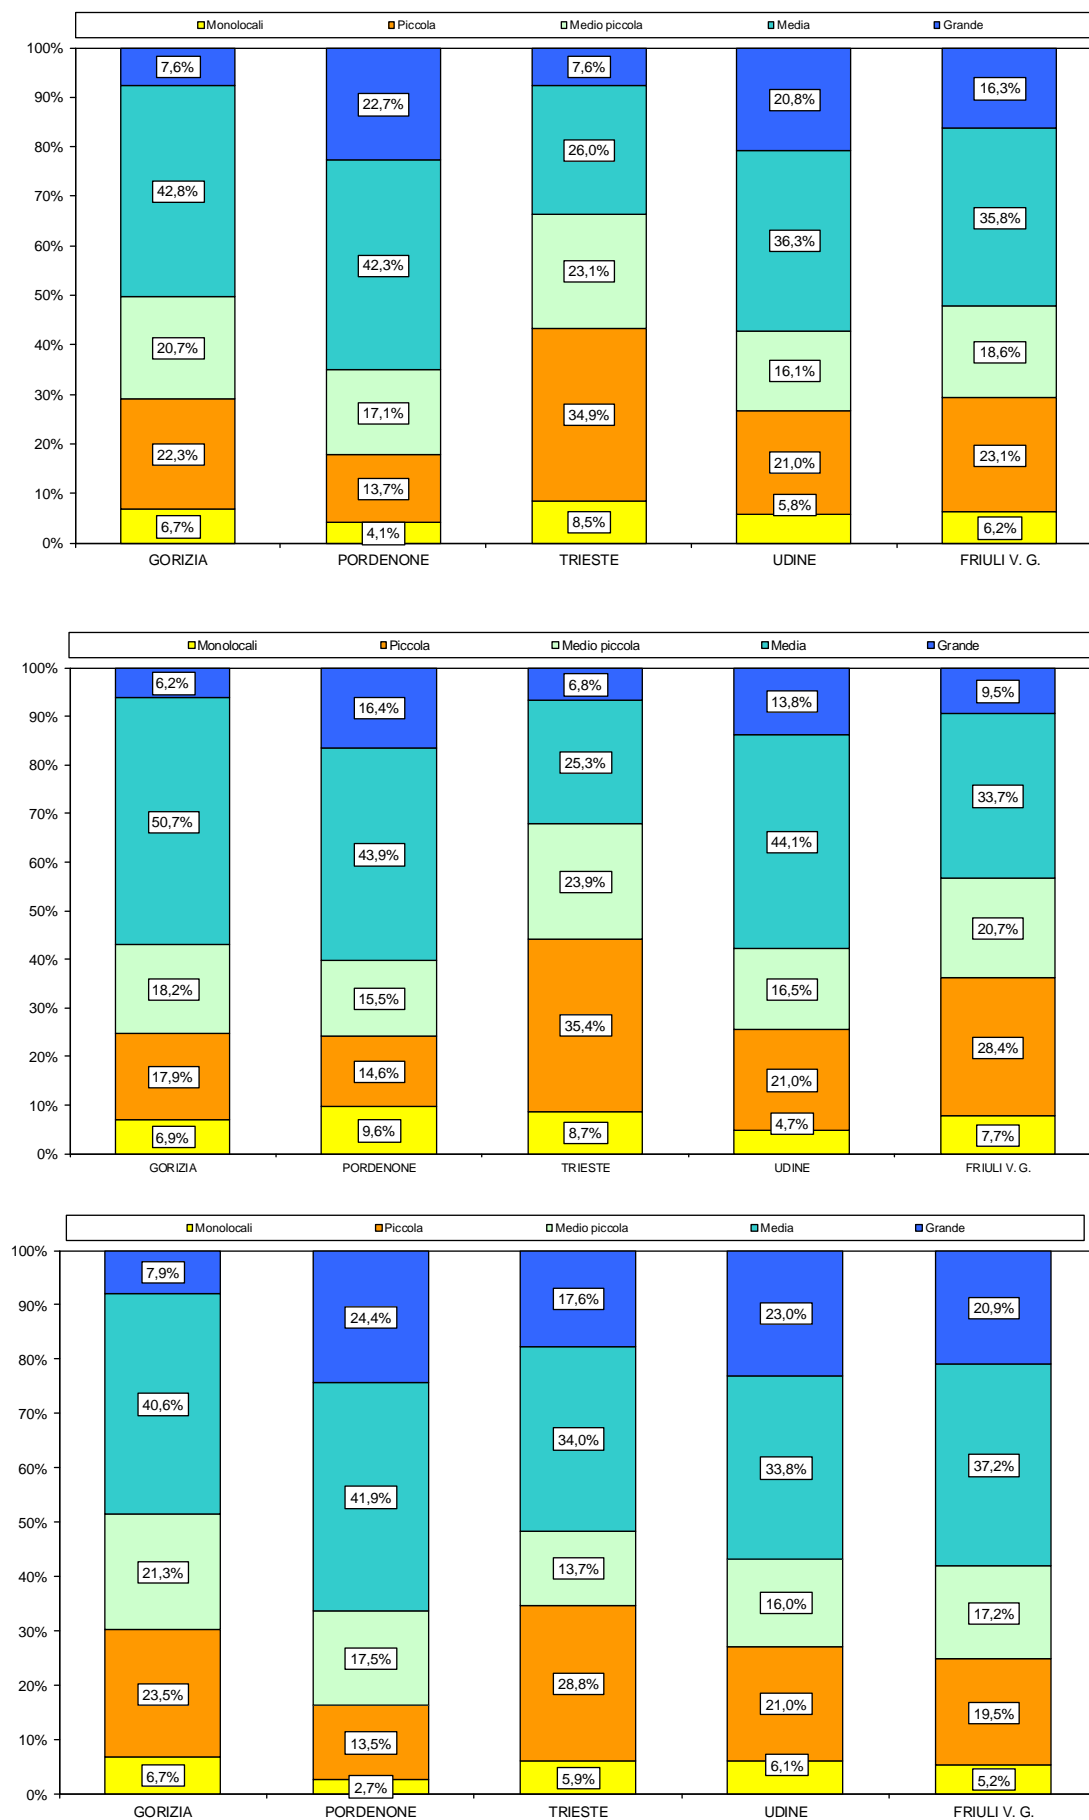 Monolocali Piccola Medio piccola Media Grande
100% 7,6% 22,7% 7,6% 20,8% 16,3%
90%
80% 26,0%
70% 42,8% 35,8%
60% 42,3% 23,1% 36,3%
50%
40% 20,7% 16,1% 18,6%
30% 17,1% 34,9%
20% 22,3% 13,7% 21,0% 23,1%
10% 5,8%
0% 6,7% 4,1% 8,5% 6,2%
GORIZIA PORDENONE TRIESTE UDINE FRIULI V. G.
Monolocali Piccola Medio piccola Media Grande
100% 6,2% 16,4% 6,8% 13,8% 9,5%
90%
80% 25,3%
70% 50,7% 33,7%
60% 43,9% 23,9% 44,1%
50% 20,7%
40%
30% 18,2% 15,5% 35,4% 16,5%
20% 17,9% 14,6% 21,0% 28,4%
10% 4,7%
0% 6,9% 9,6% 8,7% 7,7%
GORIZIA PORDENONE TRIESTE UDINE FRIULI V. G.
Monolocali Piccola Medio piccola Media Grande
100% 7,9% 24,4% 17,6% 23,0% 20,9%
90%
80%
70% 40,6% 34,0% 33,8%
60% 37,2%
50% 41,9%
40% 21,3% 13,7% 16,0%
30% 17,5% 17,2%
20% 23,5% 28,8% 21,0% 19,5%
10% 13,5% 6,1%
0% 6,7% 2,7% 5,9% 5,2%
GORIZIA PORDENONE TRIESTE UDINE FRIULI V. G.